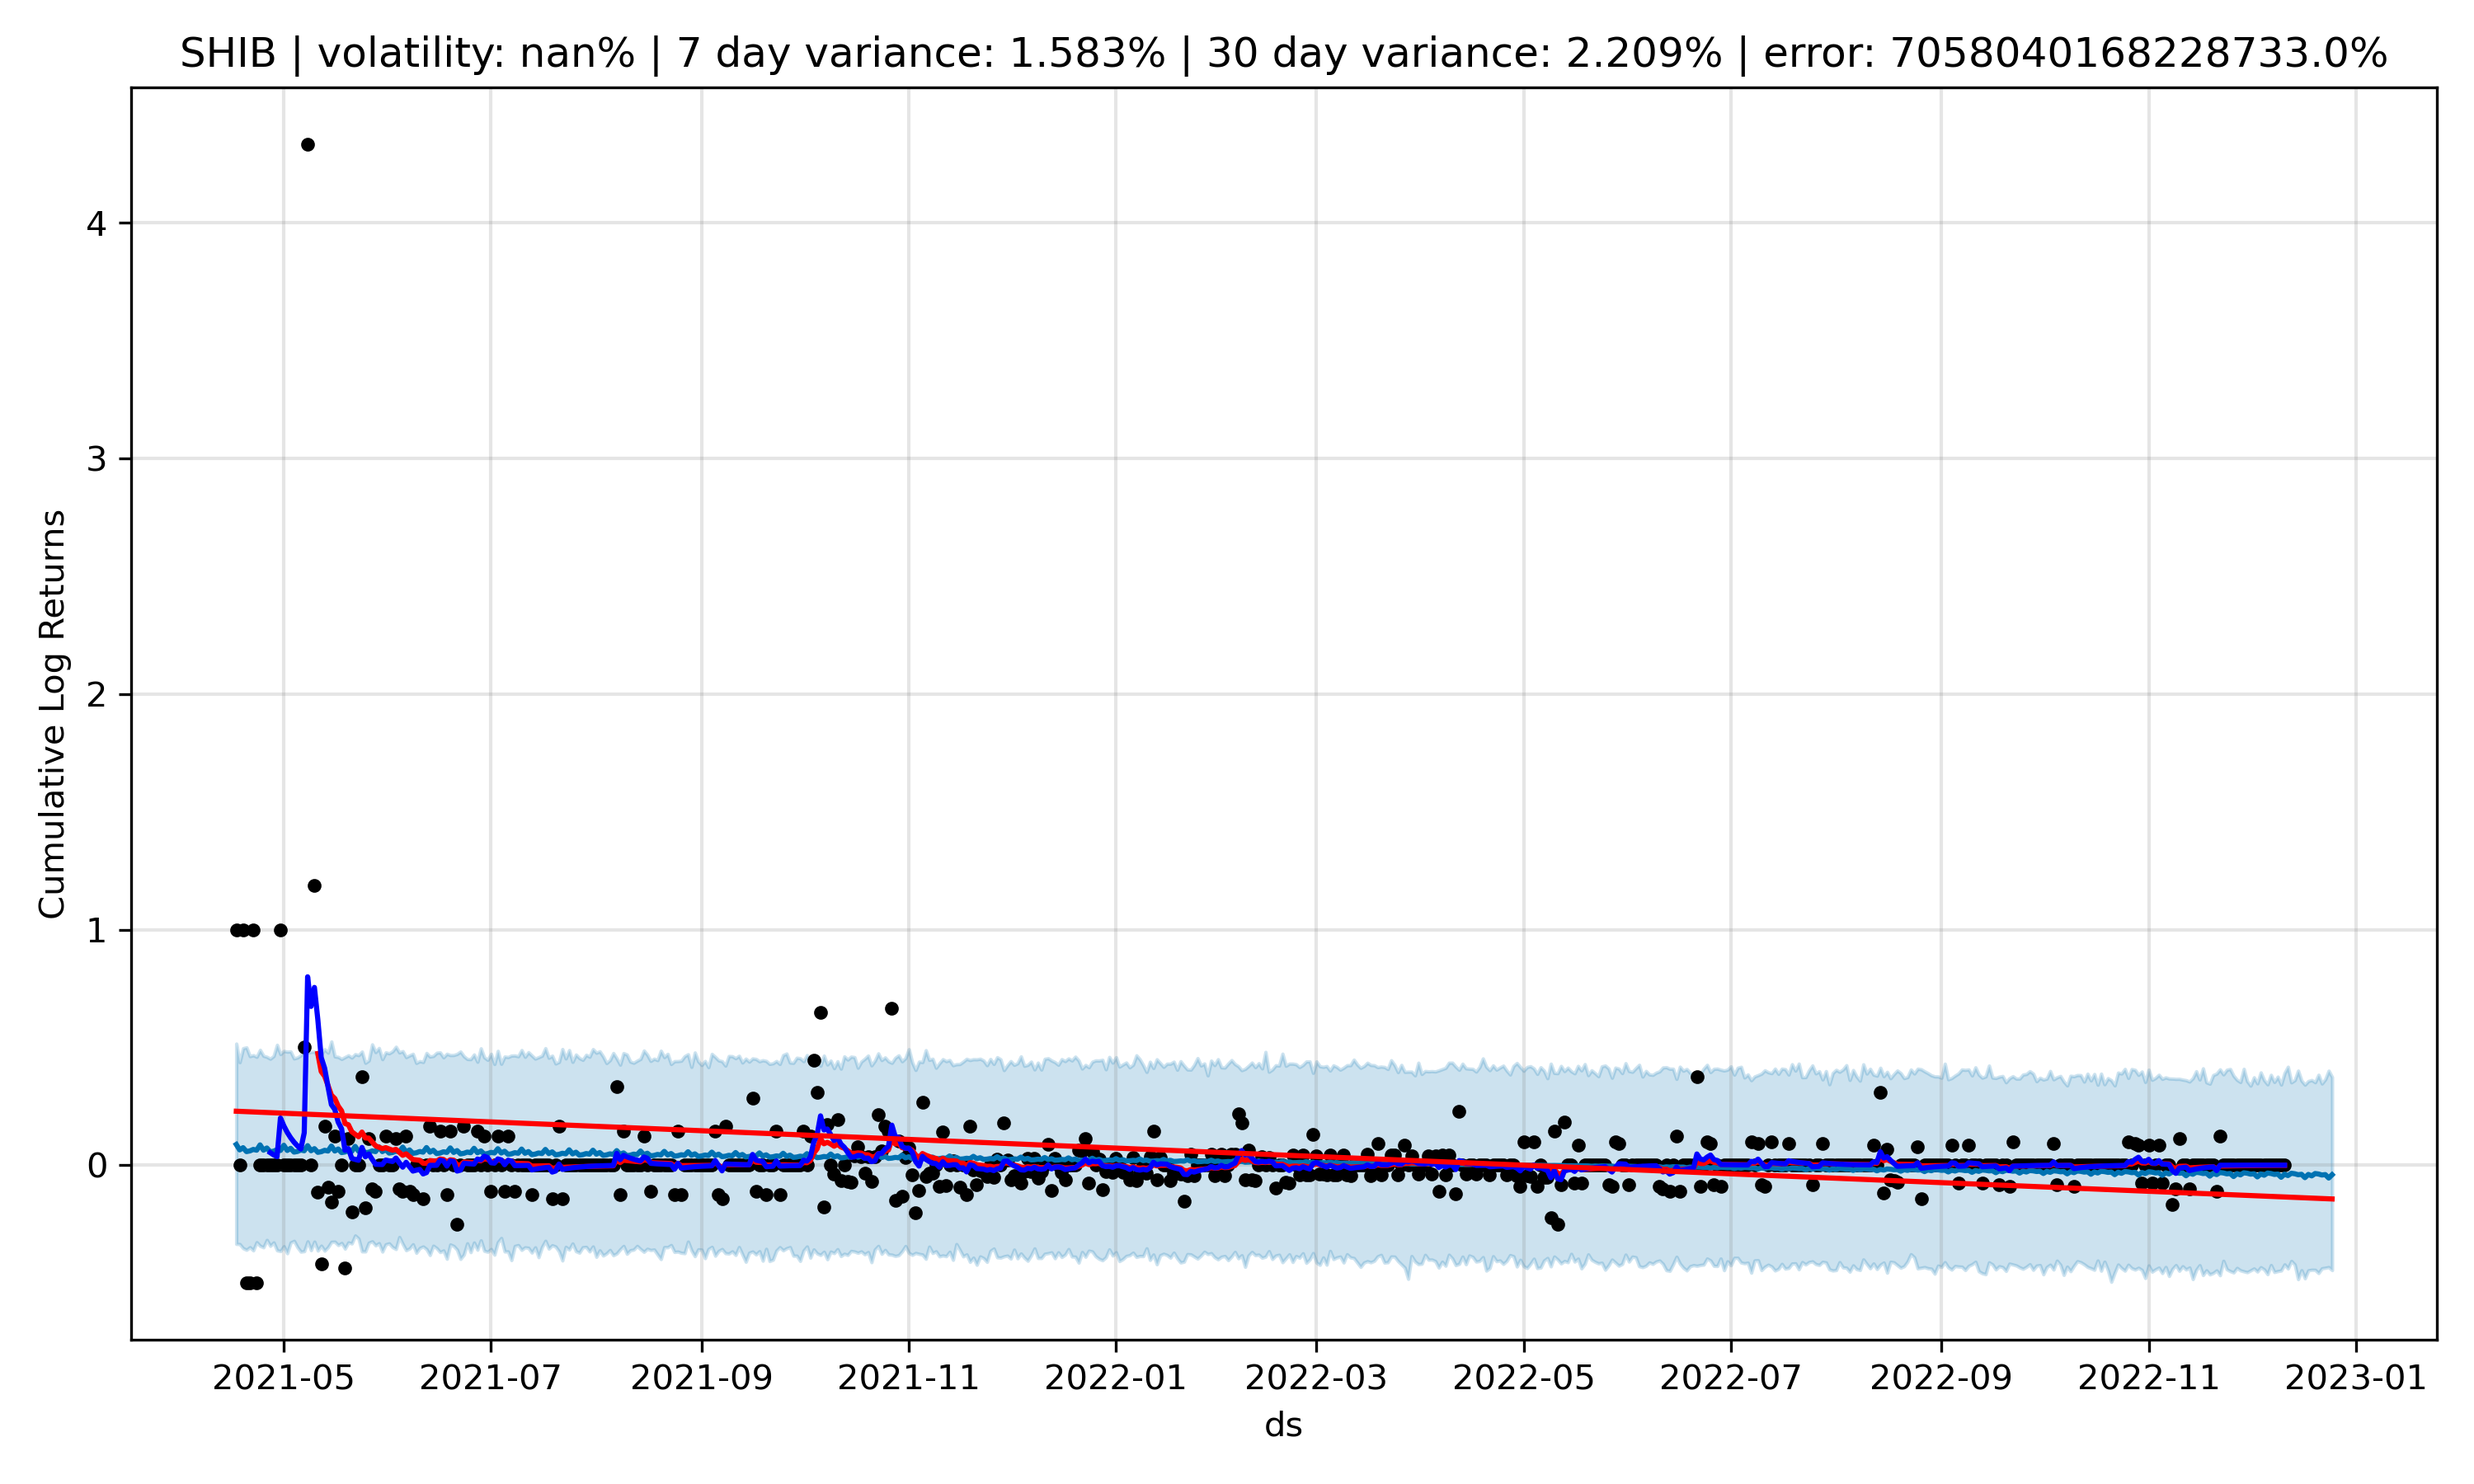 SHIB | volatility: nan% | 7 day variance: 1.583% | 30 day variance: 2.209% | error: 7058040168228733.0%
Cumulative Log Returns
4
3
2
1
0
2021-05 2021-07 2021-09 2021-11 2022-01 2022-03 2022-05 2022-07 2022-09 2022-11 2023-01
ds